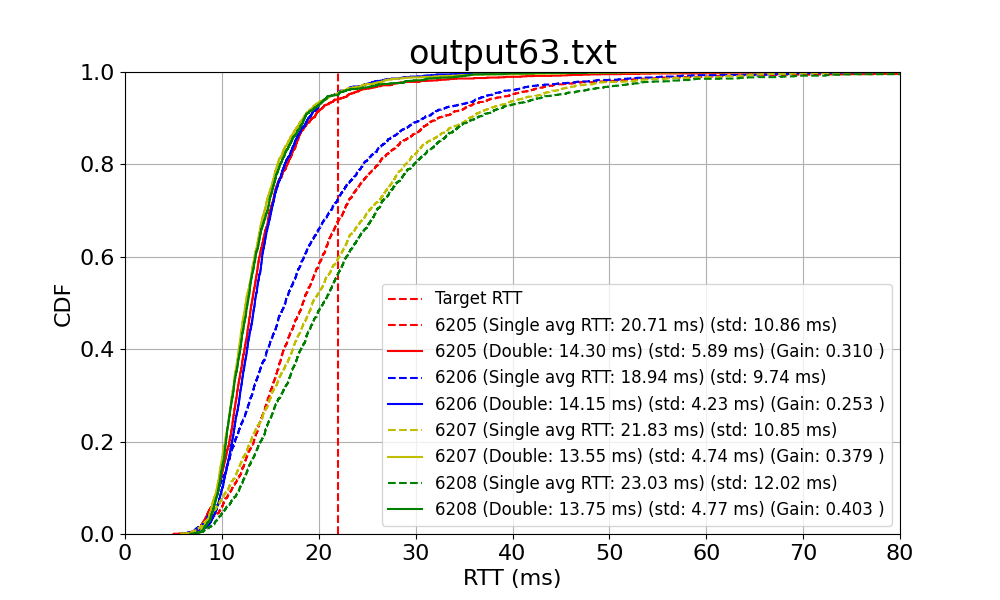 output63.txt
1.0
0.8
0.6
0.4
0.2
0.0
CDF
Target RTT
6205 (Single avg RTT: 20.71 ms) (std: 10.86 ms)
6205 (Double: 14.30 ms) (std: 5.89 ms) (Gain: 0.310 )
6206 (Single avg RTT: 18.94 ms) (std: 9.74 ms)
6206 (Double: 14.15 ms) (std: 4.23 ms) (Gain: 0.253 )
6207 (Single avg RTT: 21.83 ms) (std: 10.85 ms)
6207 (Double: 13.55 ms) (std: 4.74 ms) (Gain: 0.379 )
6208 (Single avg RTT: 23.03 ms) (std: 12.02 ms)
6208 (Double: 13.75 ms) (std: 4.77 ms) (Gain: 0.403 )
0 10 20 30 40 50 60 70 80
RTT (ms)